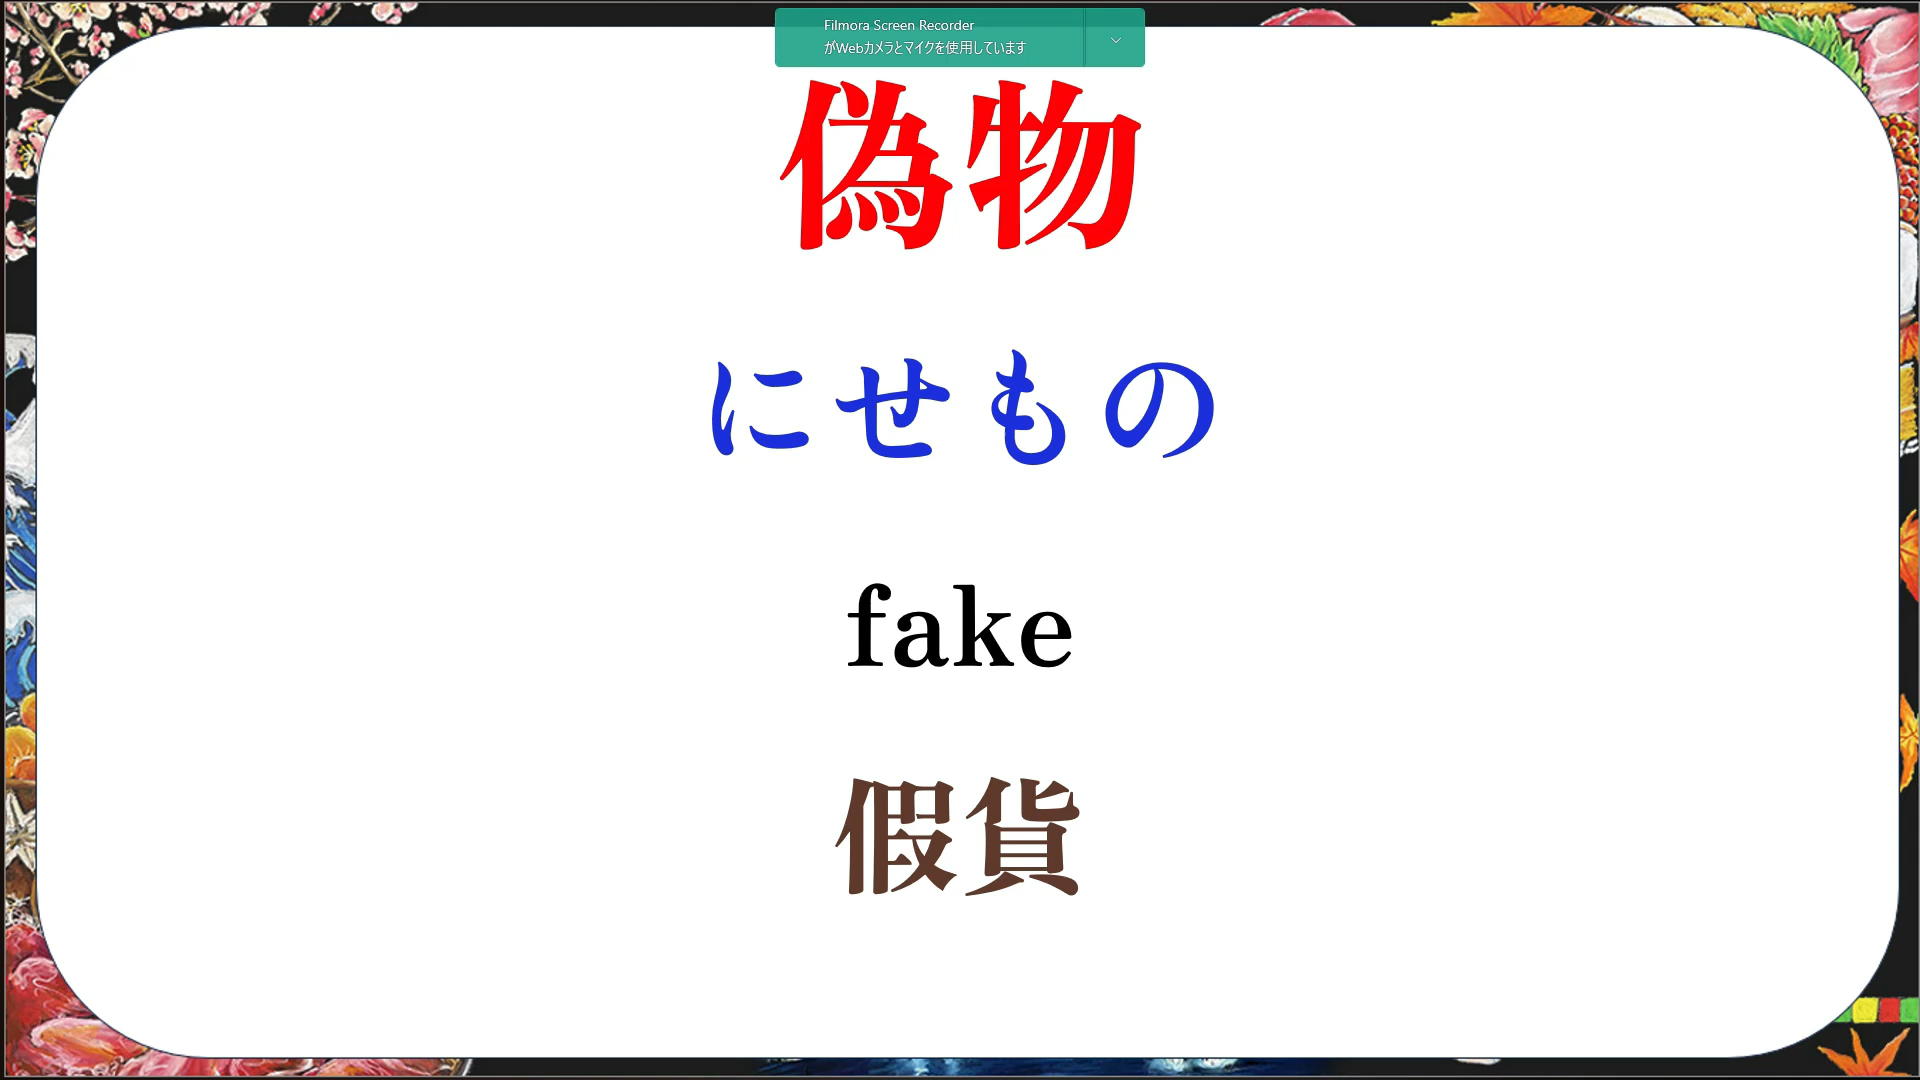 Filmora Screen Recorder
がWebカメラとマイクを使用しています
偽物
にせもの
fake
假貨